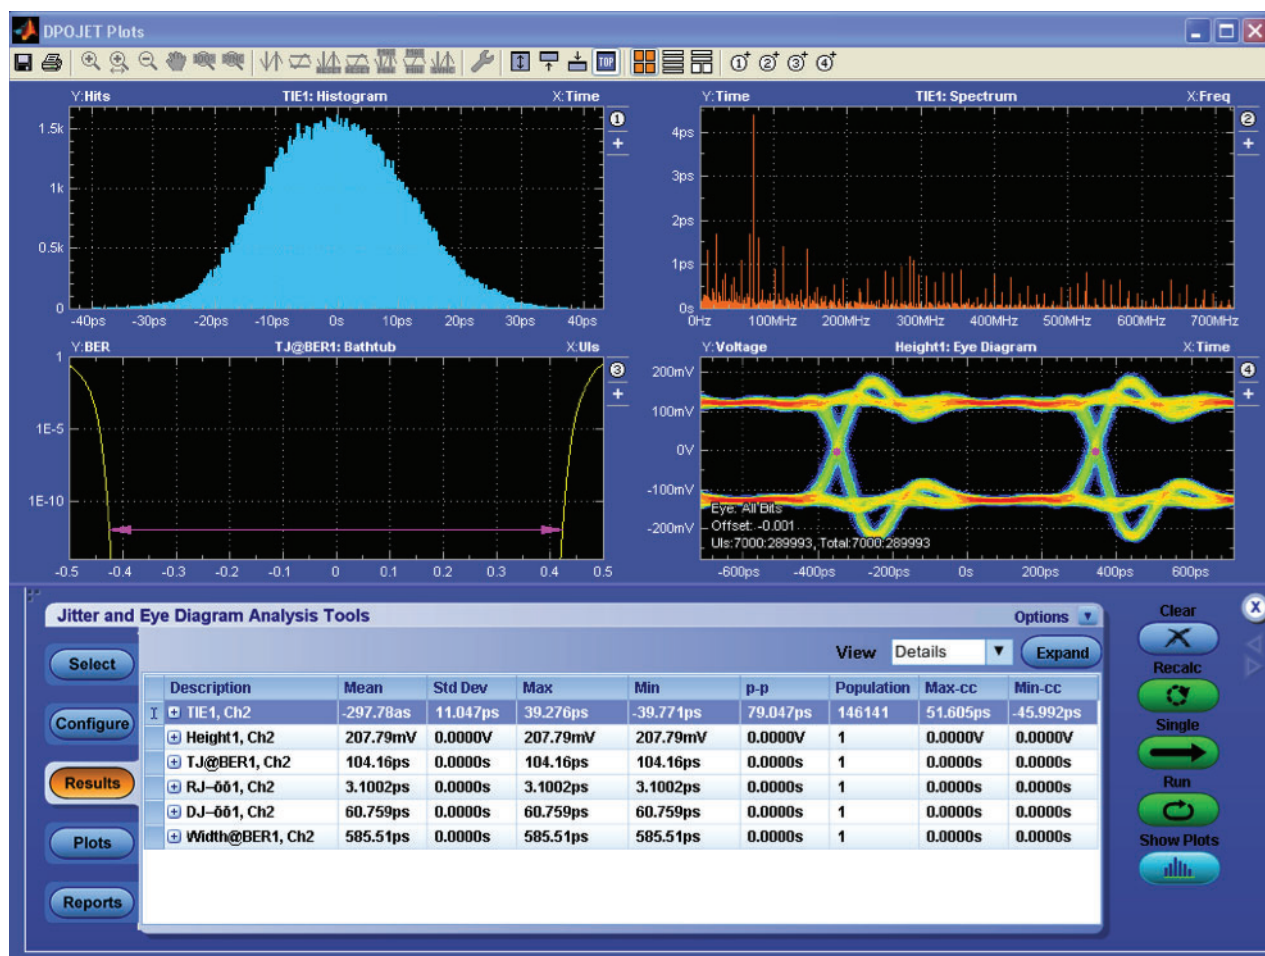 DPOJET Plots
TOP
Y:Hits TIE1: Histogram X:Time
1.5k
1k
0.5k
0
-40ps -30ps -20ps -10ps 0s 10ps 20ps 30ps 40ps
1
Y:Time TIE1: Spectrum X:Freq
4ps
3ps
2ps
1ps
0s
0Hz 100MHz 200MHz 300MHz 400MHz 500MHz 600MHz 700MHz
2
Y:BER TJ@BER1: Bathtub X:UIs
1
1E-5
1E-10
-0.5 -0.4 -0.3 -0.2 -0.1 0 0.1 0.2 0.3 0.4 0.5
3
Y:Voltage Height1: Eye Diagram X:Time
200mV
100mV
0V
-100mV
-200mV
Eye: All Bits
Offset: -0.001
UIs:7000:289993, Total:7000:289993
-600ps -400ps -200ps 0s 200ps 400ps 600ps
4
Jitter and Eye Diagram Analysis Tools Options
View Details Expand
Select
Configure
Results
Plots
Reports
Description Mean Std Dev Max Min p-p Population Max-cc Min-cc
TIE1, Ch2 -297.78as 11.047ps 39.276ps -39.771ps 79.047ps 146141 51.605ps -45.992ps
Height1, Ch2 207.79mV 0.0000V 207.79mV 207.79mV 0.0000V 1 0.0000V 0.0000V
TJ@BER1, Ch2 104.16ps 0.0000s 104.16ps 104.16ps 0.0000s 1 0.0000s 0.0000s
RJ–δδ1, Ch2 3.1002ps 0.0000s 3.1002ps 3.1002ps 0.0000s 1 0.0000s 0.0000s
DJ–δδ1, Ch2 60.759ps 0.0000s 60.759ps 60.759ps 0.0000s 1 0.0000s 0.0000s
Width@BER1, Ch2 585.51ps 0.0000s 585.51ps 585.51ps 0.0000s 1 0.0000s 0.0000s
Clear
Recalc
Single
Run
Show Plots